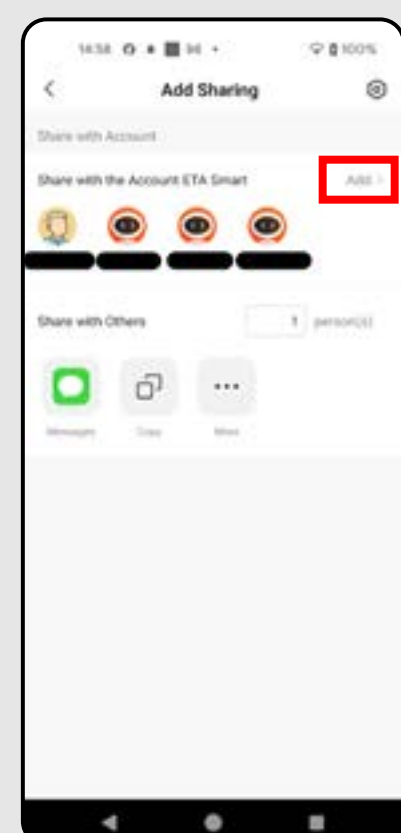 14:58 100%
Add Sharing
Share with Account
Share with the Account ETA Smart Add >
Share with Others 1 person(s)
Messages Copy More